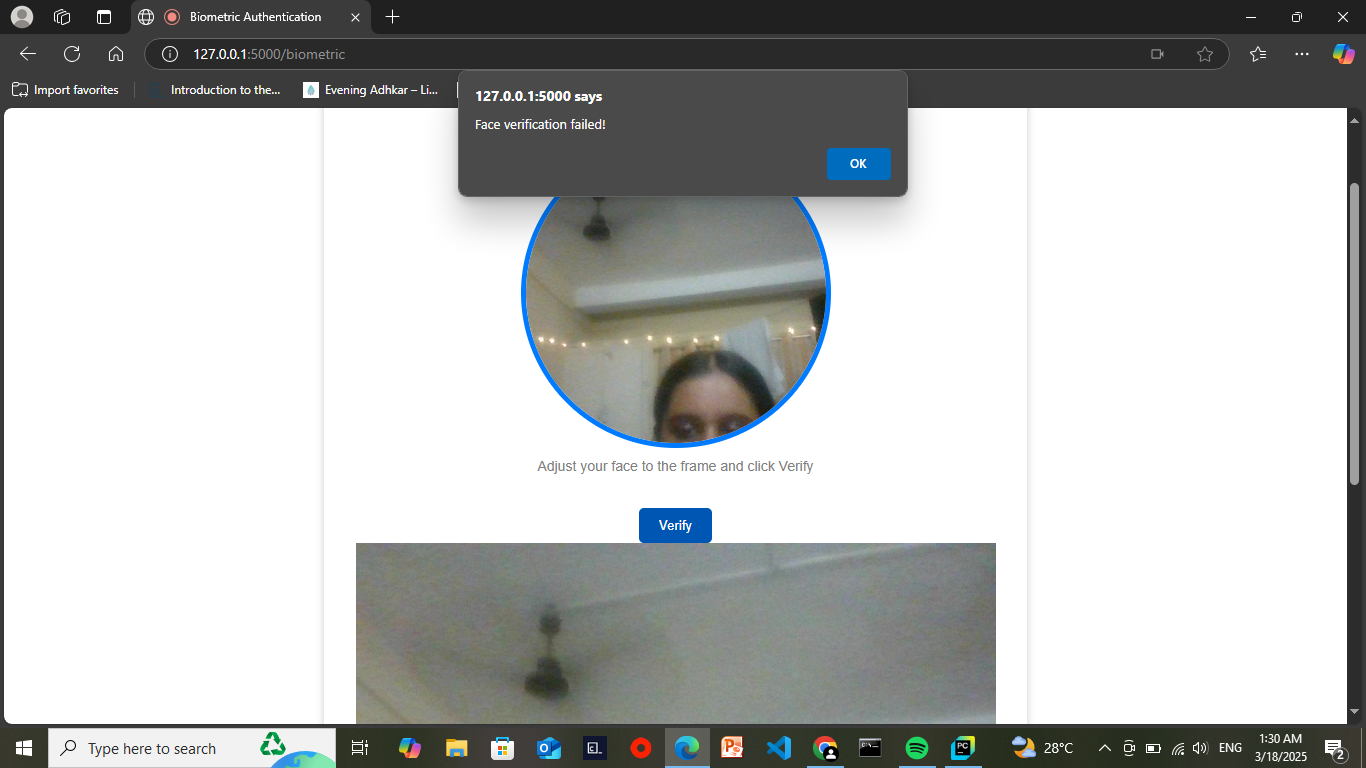 Biometric Authentication
127.0.0.1:5000/biometric
Import favorites
Introduction to the...
Evening Adhkar – Li...
127.0.0.1:5000 says
Face verification failed!
OK
Adjust your face to the frame and click Verify
Verify
Type here to search
28°C
ENG
1:30 AM
3/18/2025
2
PC